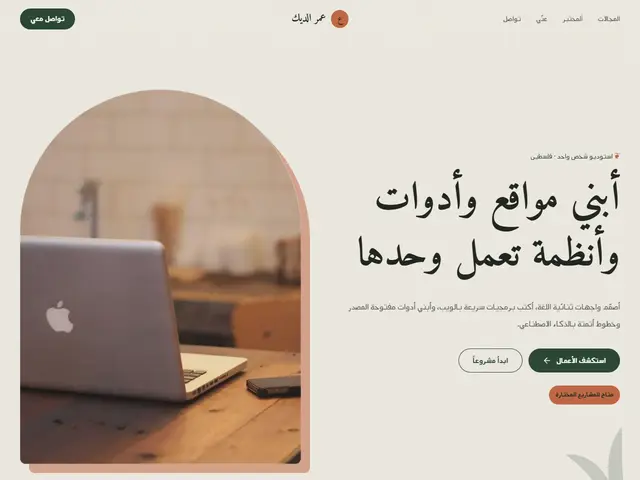 المجالات
المختبر
عنّي
تواصل
ع
عمر الديك
تواصل معي
استوديو شخص واحد · فلسطين
أبني مواقع وأدوات
وأنظمة تعمل وحدها
أصمّم واجهات ثنائية اللغة، أكتب برمجيات سريعة بالويب، وأبني أدوات مفتوحة المصدر
وخطوط أتمتة بالذكاء الاصطناعي.
استكشف الأعمال
ابدأ مشروعاً
متاح للمشاريع المختارة